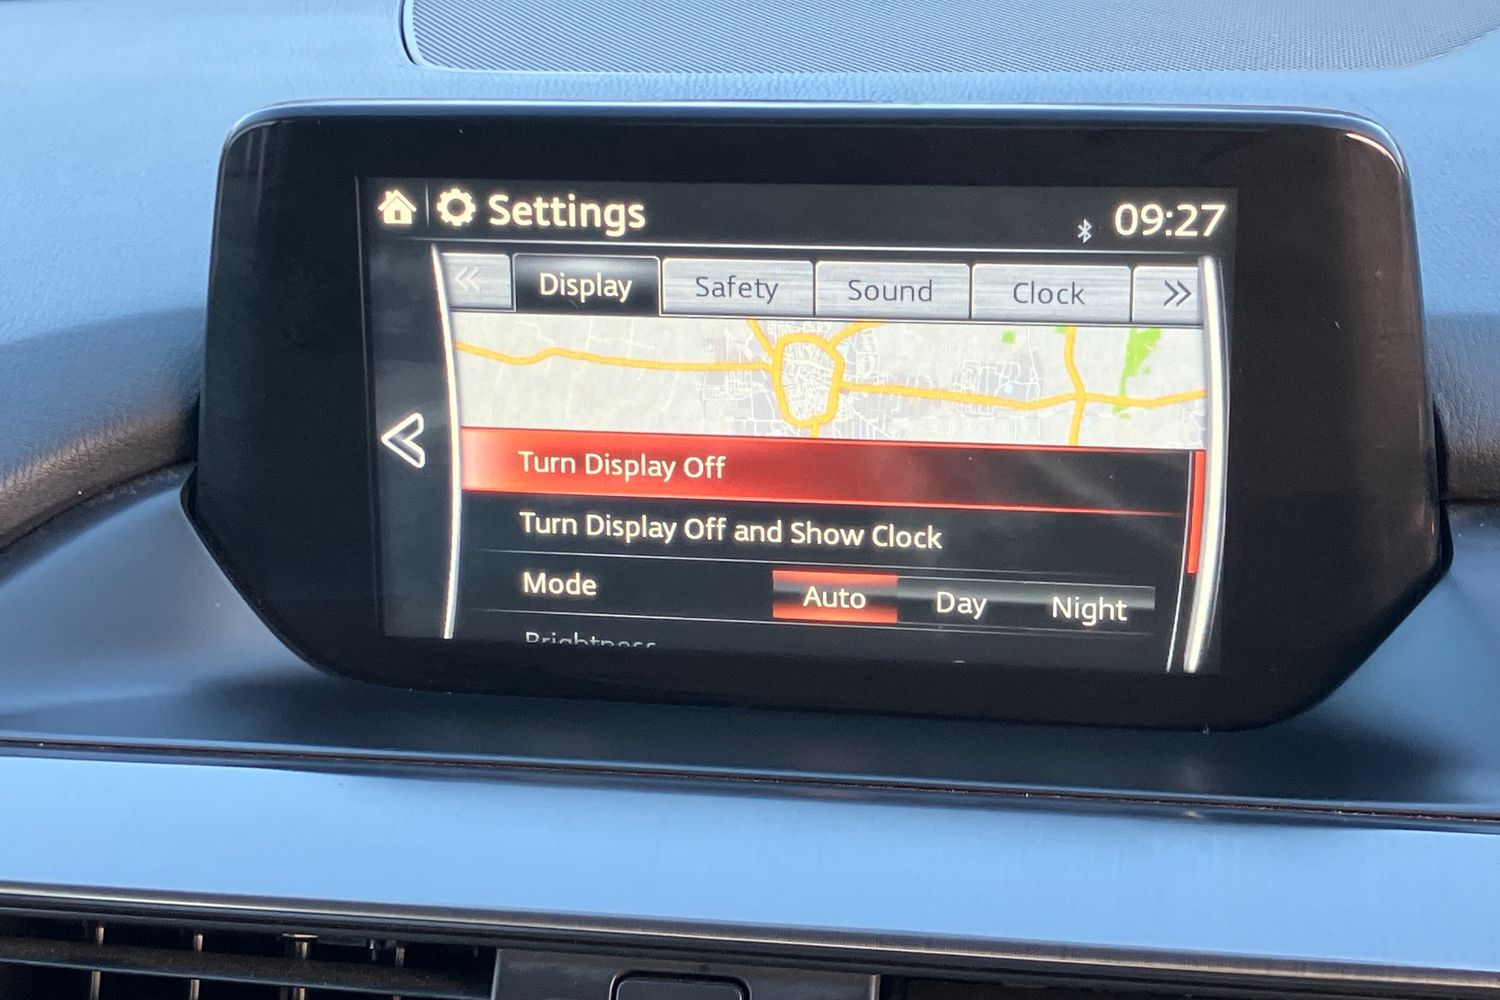 Settings
09:27
Display Safety Sound Clock
Turn Display Off
Turn Display Off and Show Clock
Mode Auto Day Night
Brightness